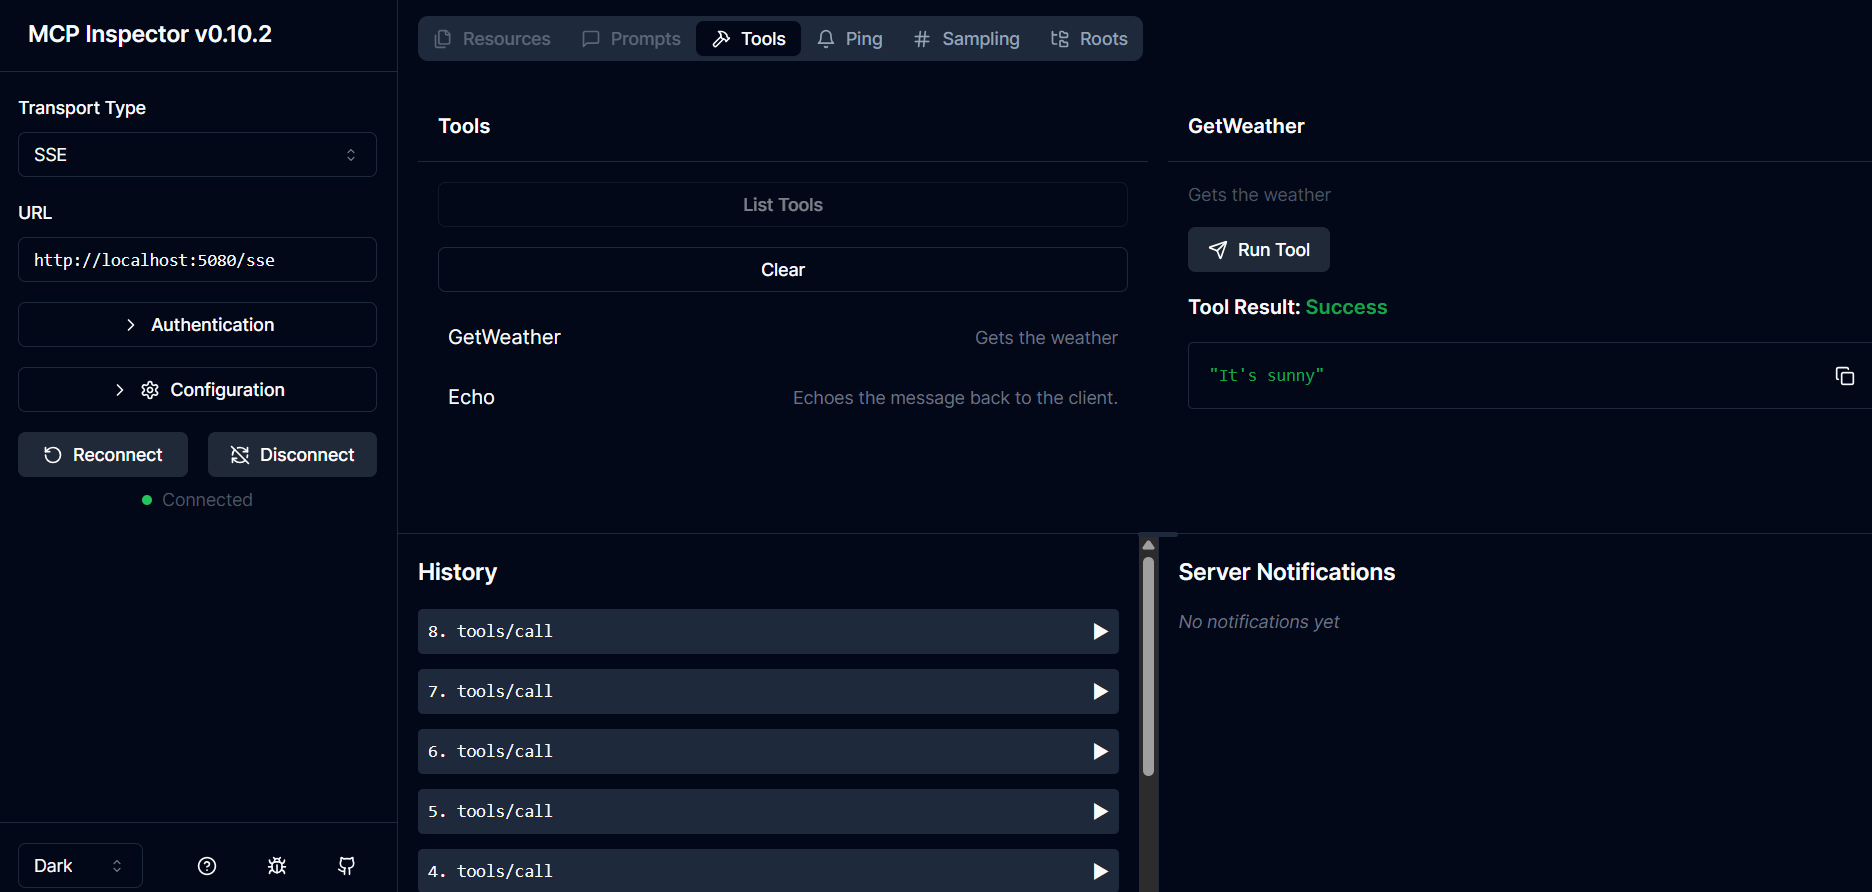 MCP Inspector v0.10.2
Transport Type
SSE
URL
http://localhost:5080/sse
Authentication
Configuration
Reconnect
Disconnect
Connected
Dark
Resources
Prompts
Tools
Ping
Sampling
Roots
Tools
List Tools
Clear
GetWeather
Gets the weather
Echo
Echoes the message back to the client.
GetWeather
Gets the weather
Run Tool
Tool Result: Success
"It's sunny"
History
8. tools/call
7. tools/call
6. tools/call
5. tools/call
4. tools/call
Server Notifications
No notifications yet